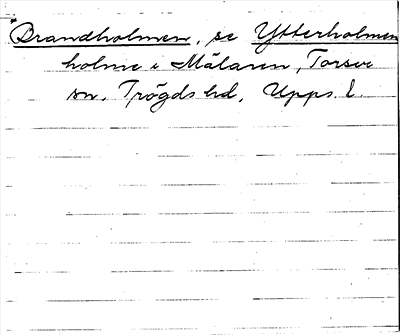 Brandholmen, se Ytterholmen
holme i Mälaren, Torsvi
sn, Trögds hd, Upps. l.